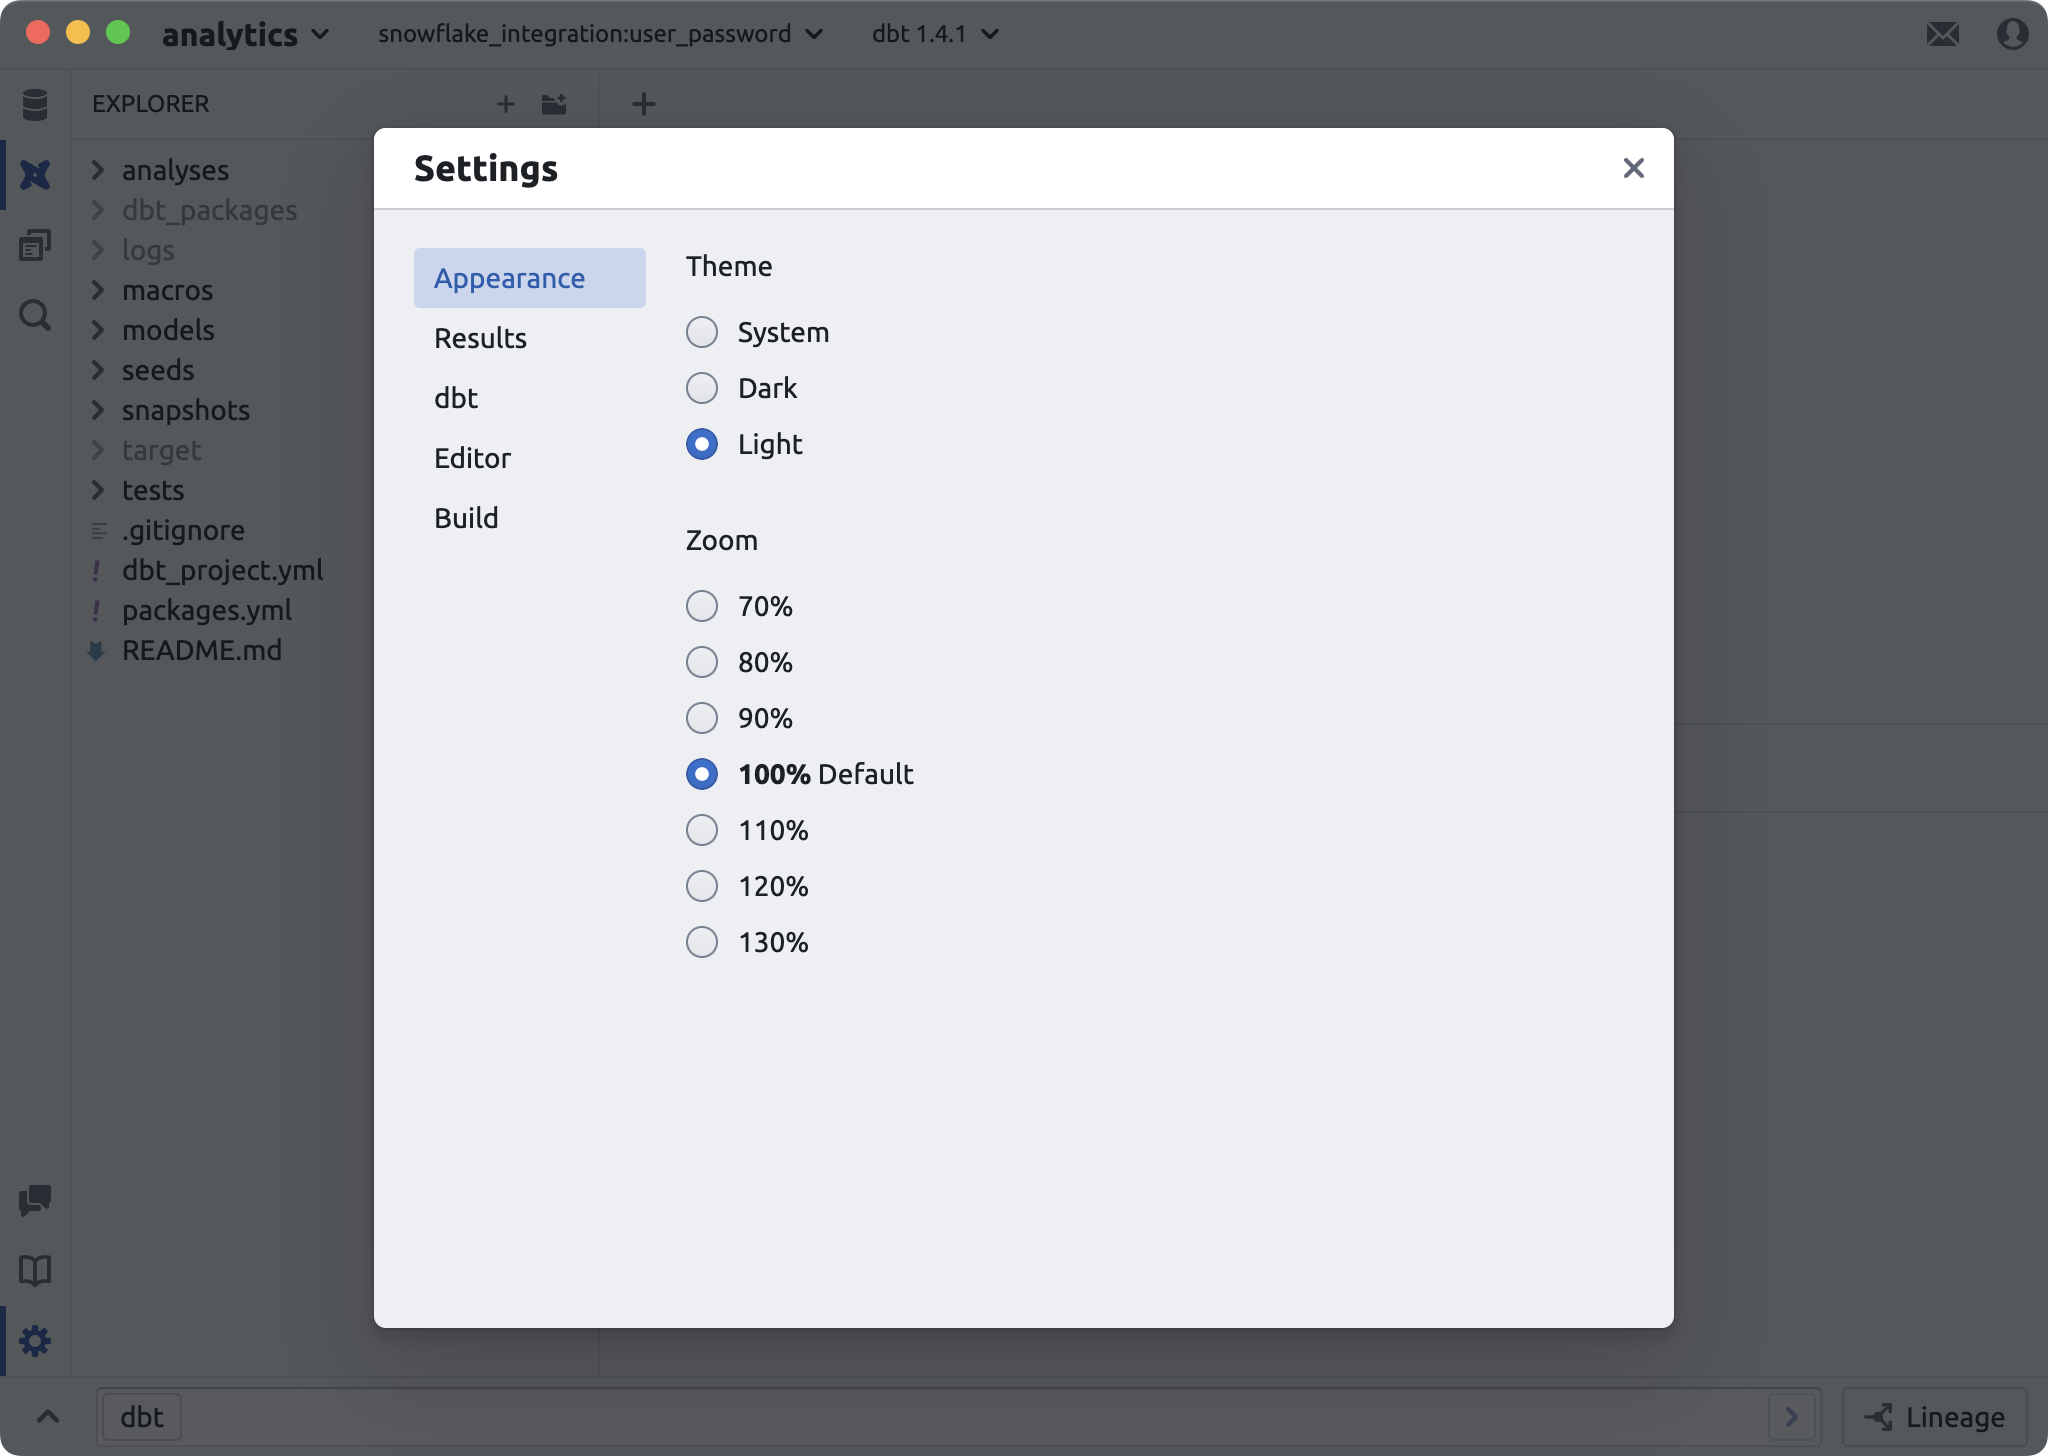 analytics snowflake_integration:user_password dbt 1.4.1
EXPLORER
analyses
dbt_packages
logs
macros
models
seeds
snapshots
target
tests
.gitignore
dbt_project.yml
packages.yml
README.md
Settings
Appearance
Results
dbt
Editor
Build
Theme
System
Dark
Light
Zoom
70%
80%
90%
100% Default
110%
120%
130%
dbt
Lineage